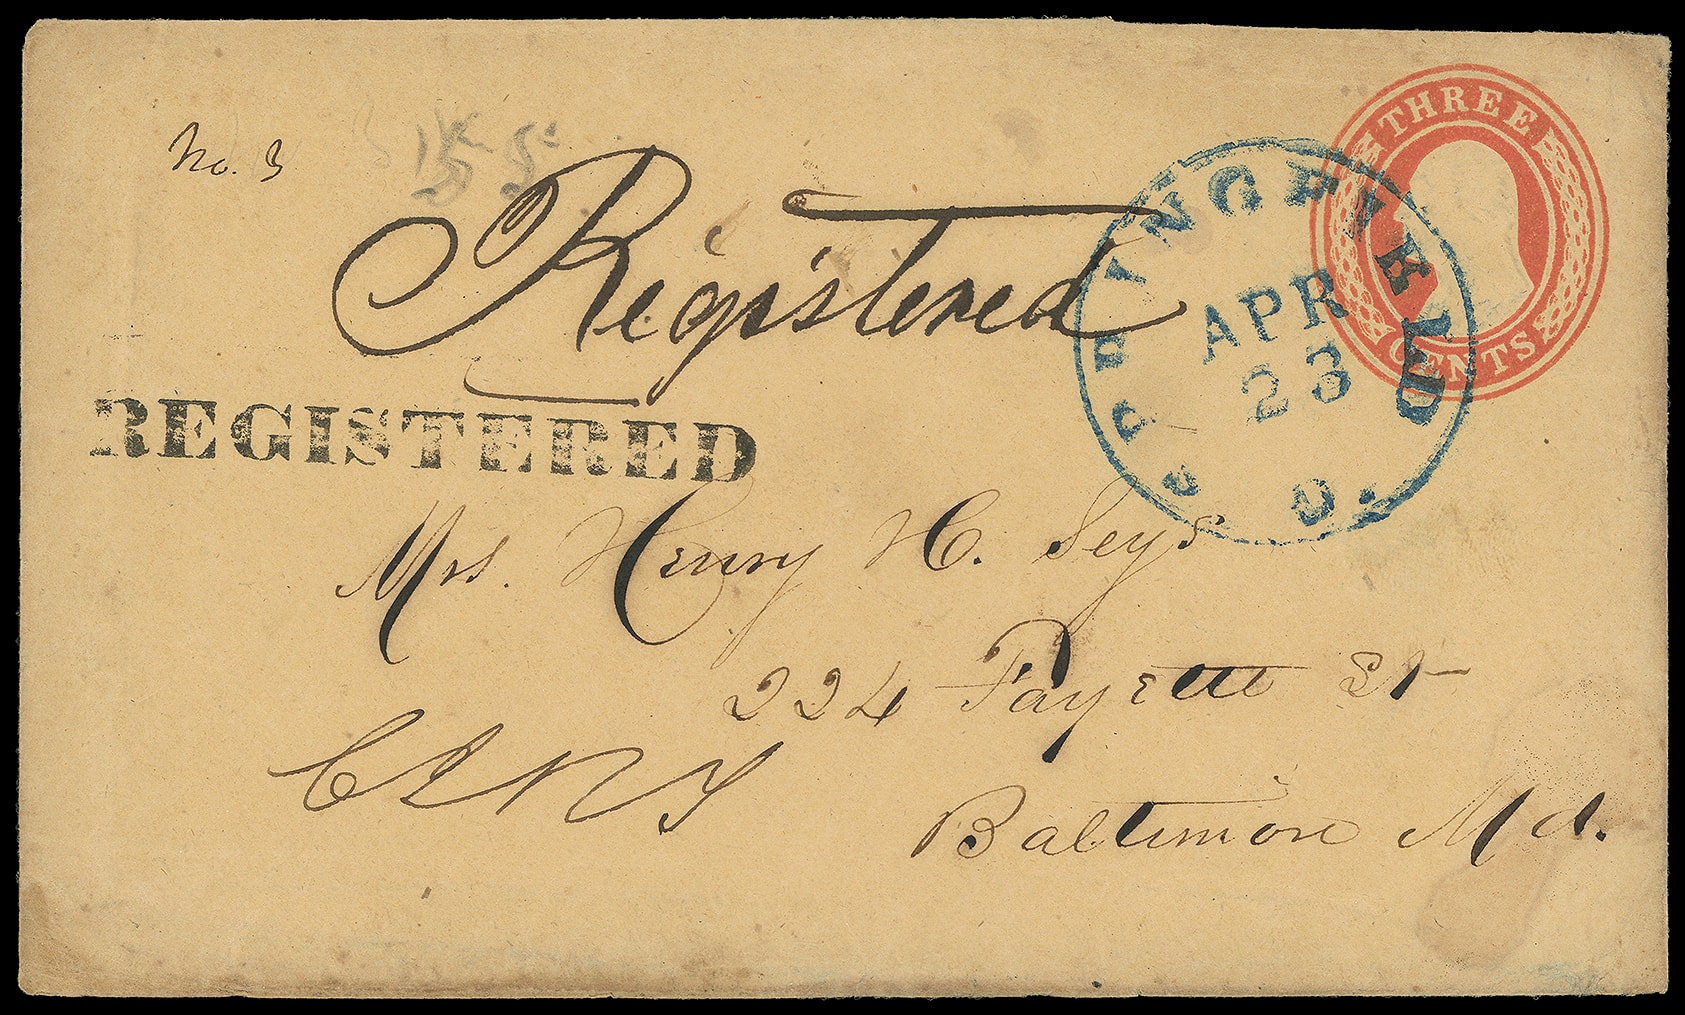 THREE
CENTS
No. 3
Registered
SPRINGFIELD
APR
23
O.
REGISTERED
Mrs. Henry H. Seys
224 Fayette St
Baltimore Md.